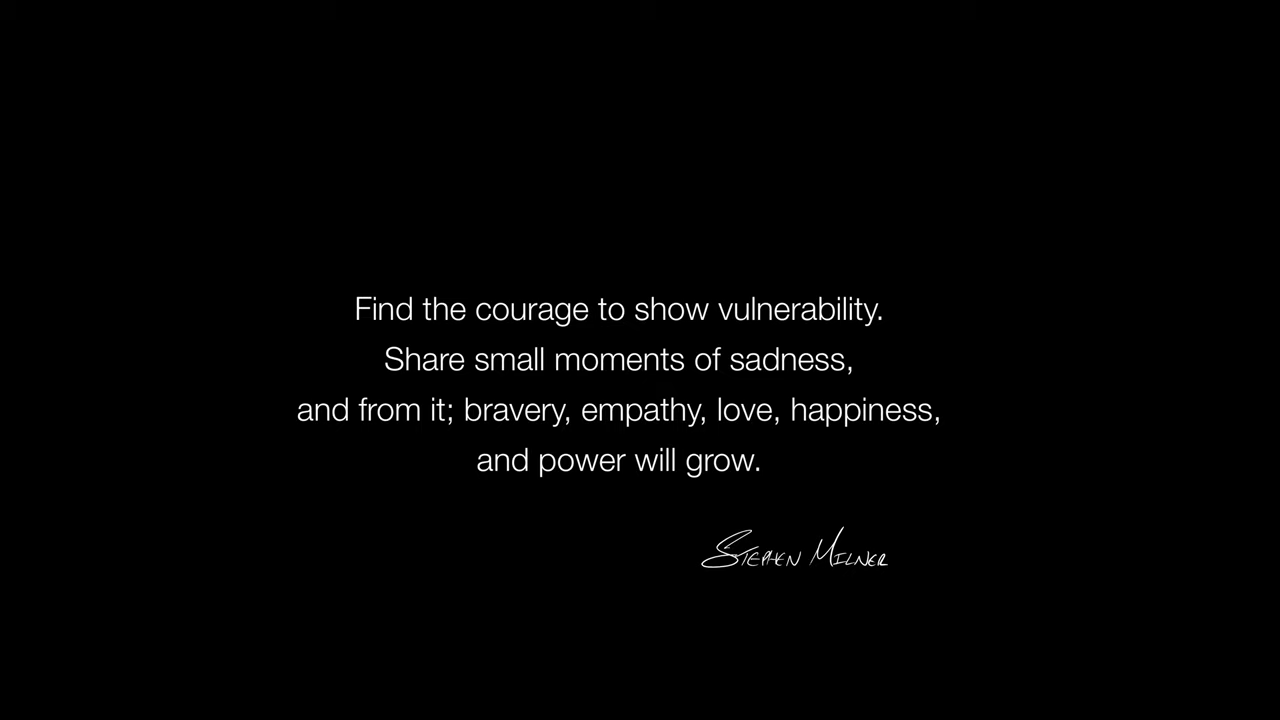 Find the courage to show vulnerability.
Share small moments of sadness,
and from it; bravery, empathy, love, happiness,
and power will grow.
Stephen Milner